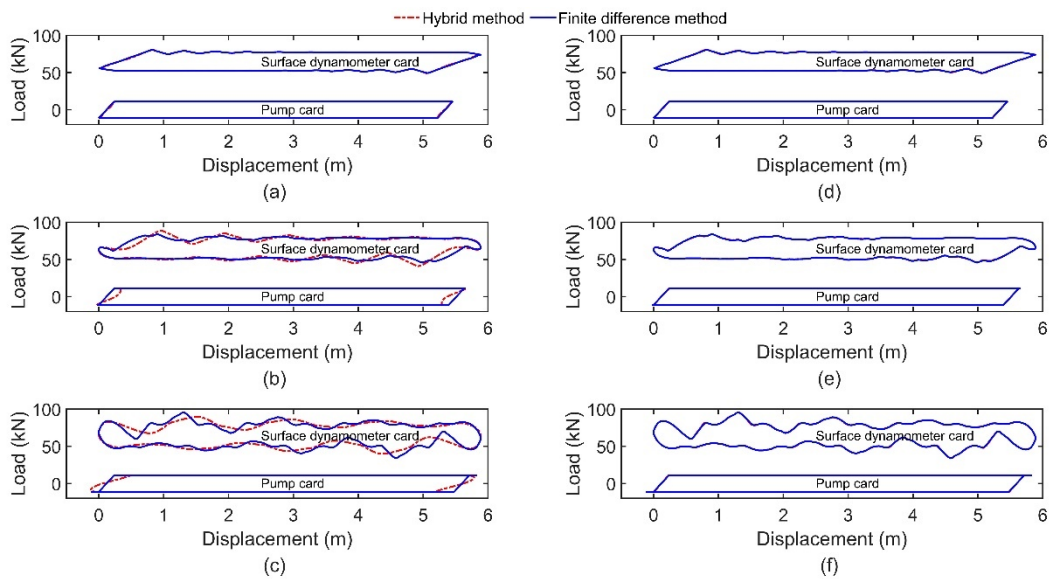 Hybrid method Finite difference method
100
50
0
Load (kN)
Surface dynamometer card
Pump card
0 1 2 3 4 5 6
Displacement (m)
(a)
100
50
0
Load (kN)
Surface dynamometer card
Pump card
0 1 2 3 4 5 6
Displacement (m)
(d)
100
50
0
Load (kN)
Surface dynamometer card
Pump card
0 1 2 3 4 5 6
Displacement (m)
(b)
100
50
0
Load (kN)
Surface dynamometer card
Pump card
0 1 2 3 4 5 6
Displacement (m)
(e)
100
50
0
Load (kN)
Surface dynamometer card
Pump card
0 1 2 3 4 5 6
Displacement (m)
(c)
100
50
0
Load (kN)
Surface dynamometer card
Pump card
0 1 2 3 4 5 6
Displacement (m)
(f)